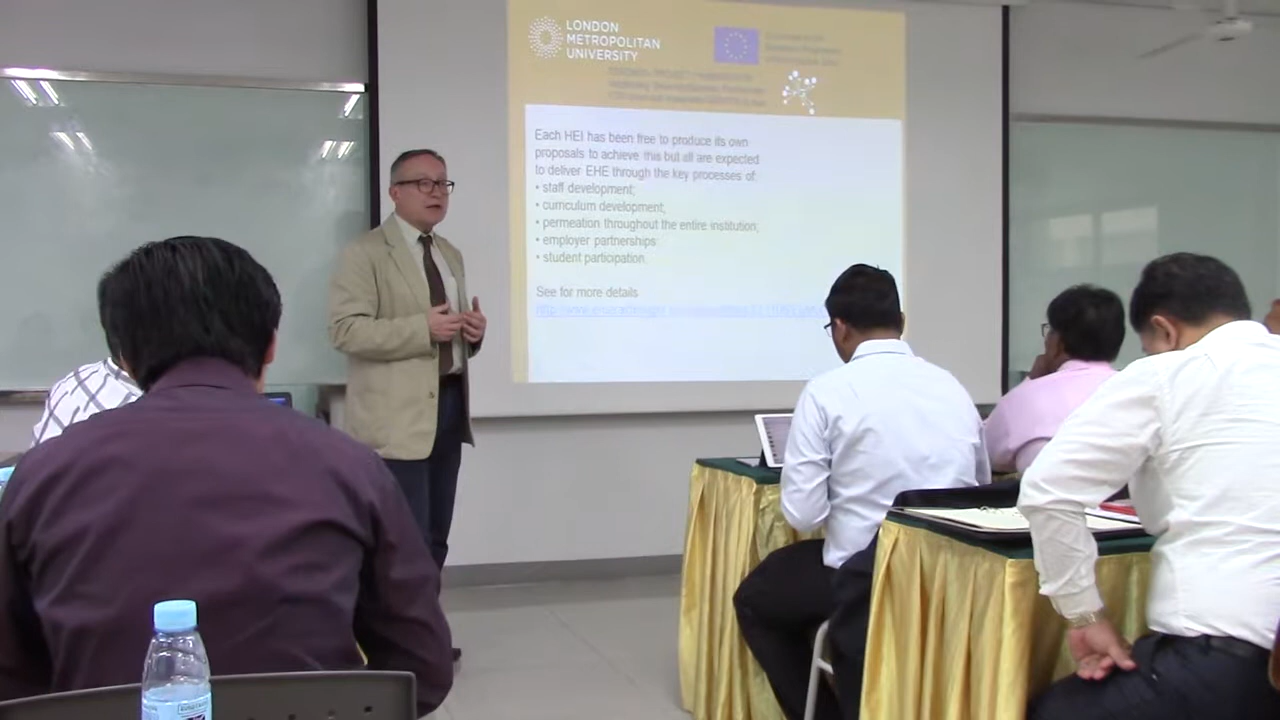 LONDON
METROPOLITAN
UNIVERSITY
Each HEI has been free to produce its own
proposals to achieve this but all are expected
to deliver EHE through the key processes of:
• staff development;
• curriculum development;
• permeation throughout the entire institution;
• employer partnerships:
• student participation.
See for more details